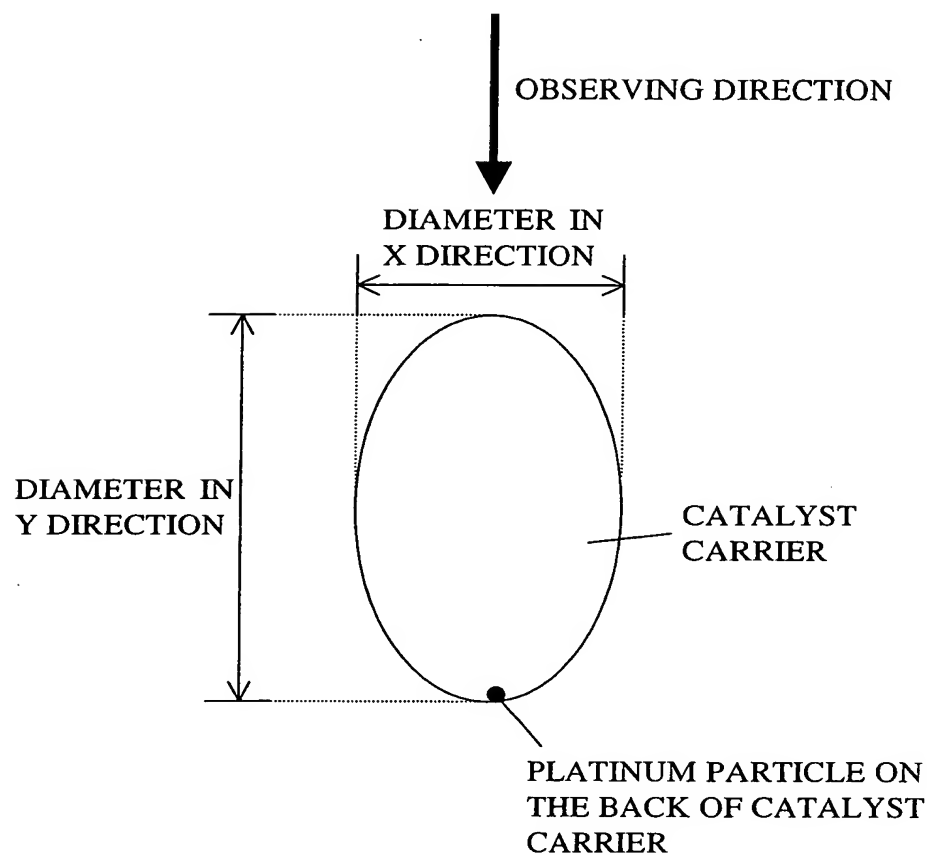 OBSERVING DIRECTION
DIAMETER IN
X DIRECTION
DIAMETER IN
Y DIRECTION
CATALYST
CARRIER
PLATINUM PARTICLE ON
THE BACK OF CATALYST
CARRIER